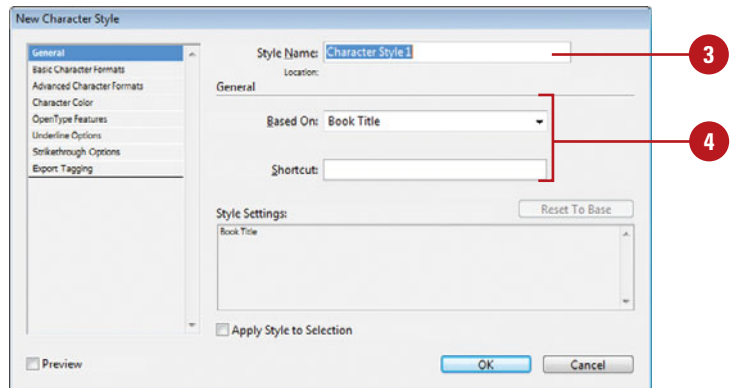 New Character Style
General
Basic Character Formats
Advanced Character Formats
Character Color
OpenType Features
Underline Options
Strikethrough Options
Export Tagging
Style Name: Character Style 1
Location:
General
Based On: Book Title
Shortcut:
Reset To Base
Style Settings:
Book Title
Apply Style to Selection
Preview
OK
Cancel
3
4